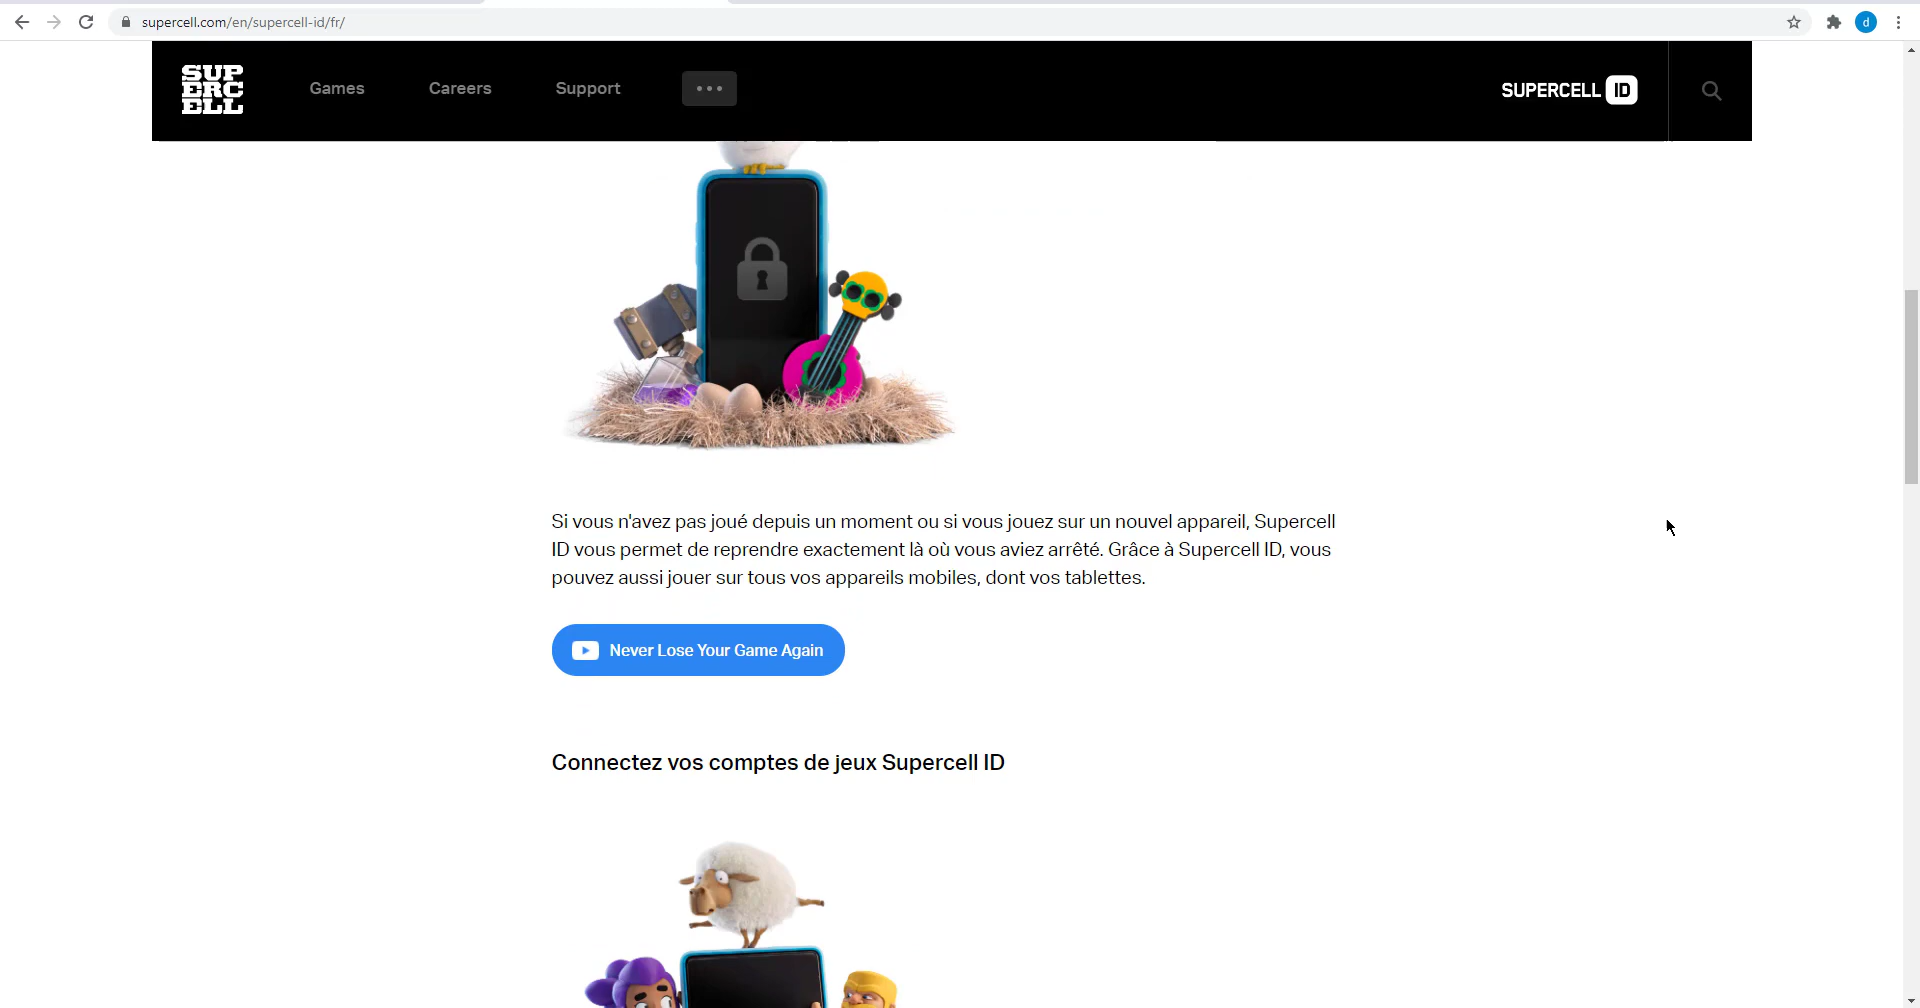 supercell.com/en/supercell-id/fr/
d
SUP
ERC
ELL
Games
Careers
Support
SUPERCELL ID
Si vous n'avez pas joué depuis un moment ou si vous jouez sur un nouvel appareil, Supercell
ID vous permet de reprendre exactement là où vous aviez arrêté. Grâce à Supercell ID, vous
pouvez aussi jouer sur tous vos appareils mobiles, dont vos tablettes.
Never Lose Your Game Again
Connectez vos comptes de jeux Supercell ID